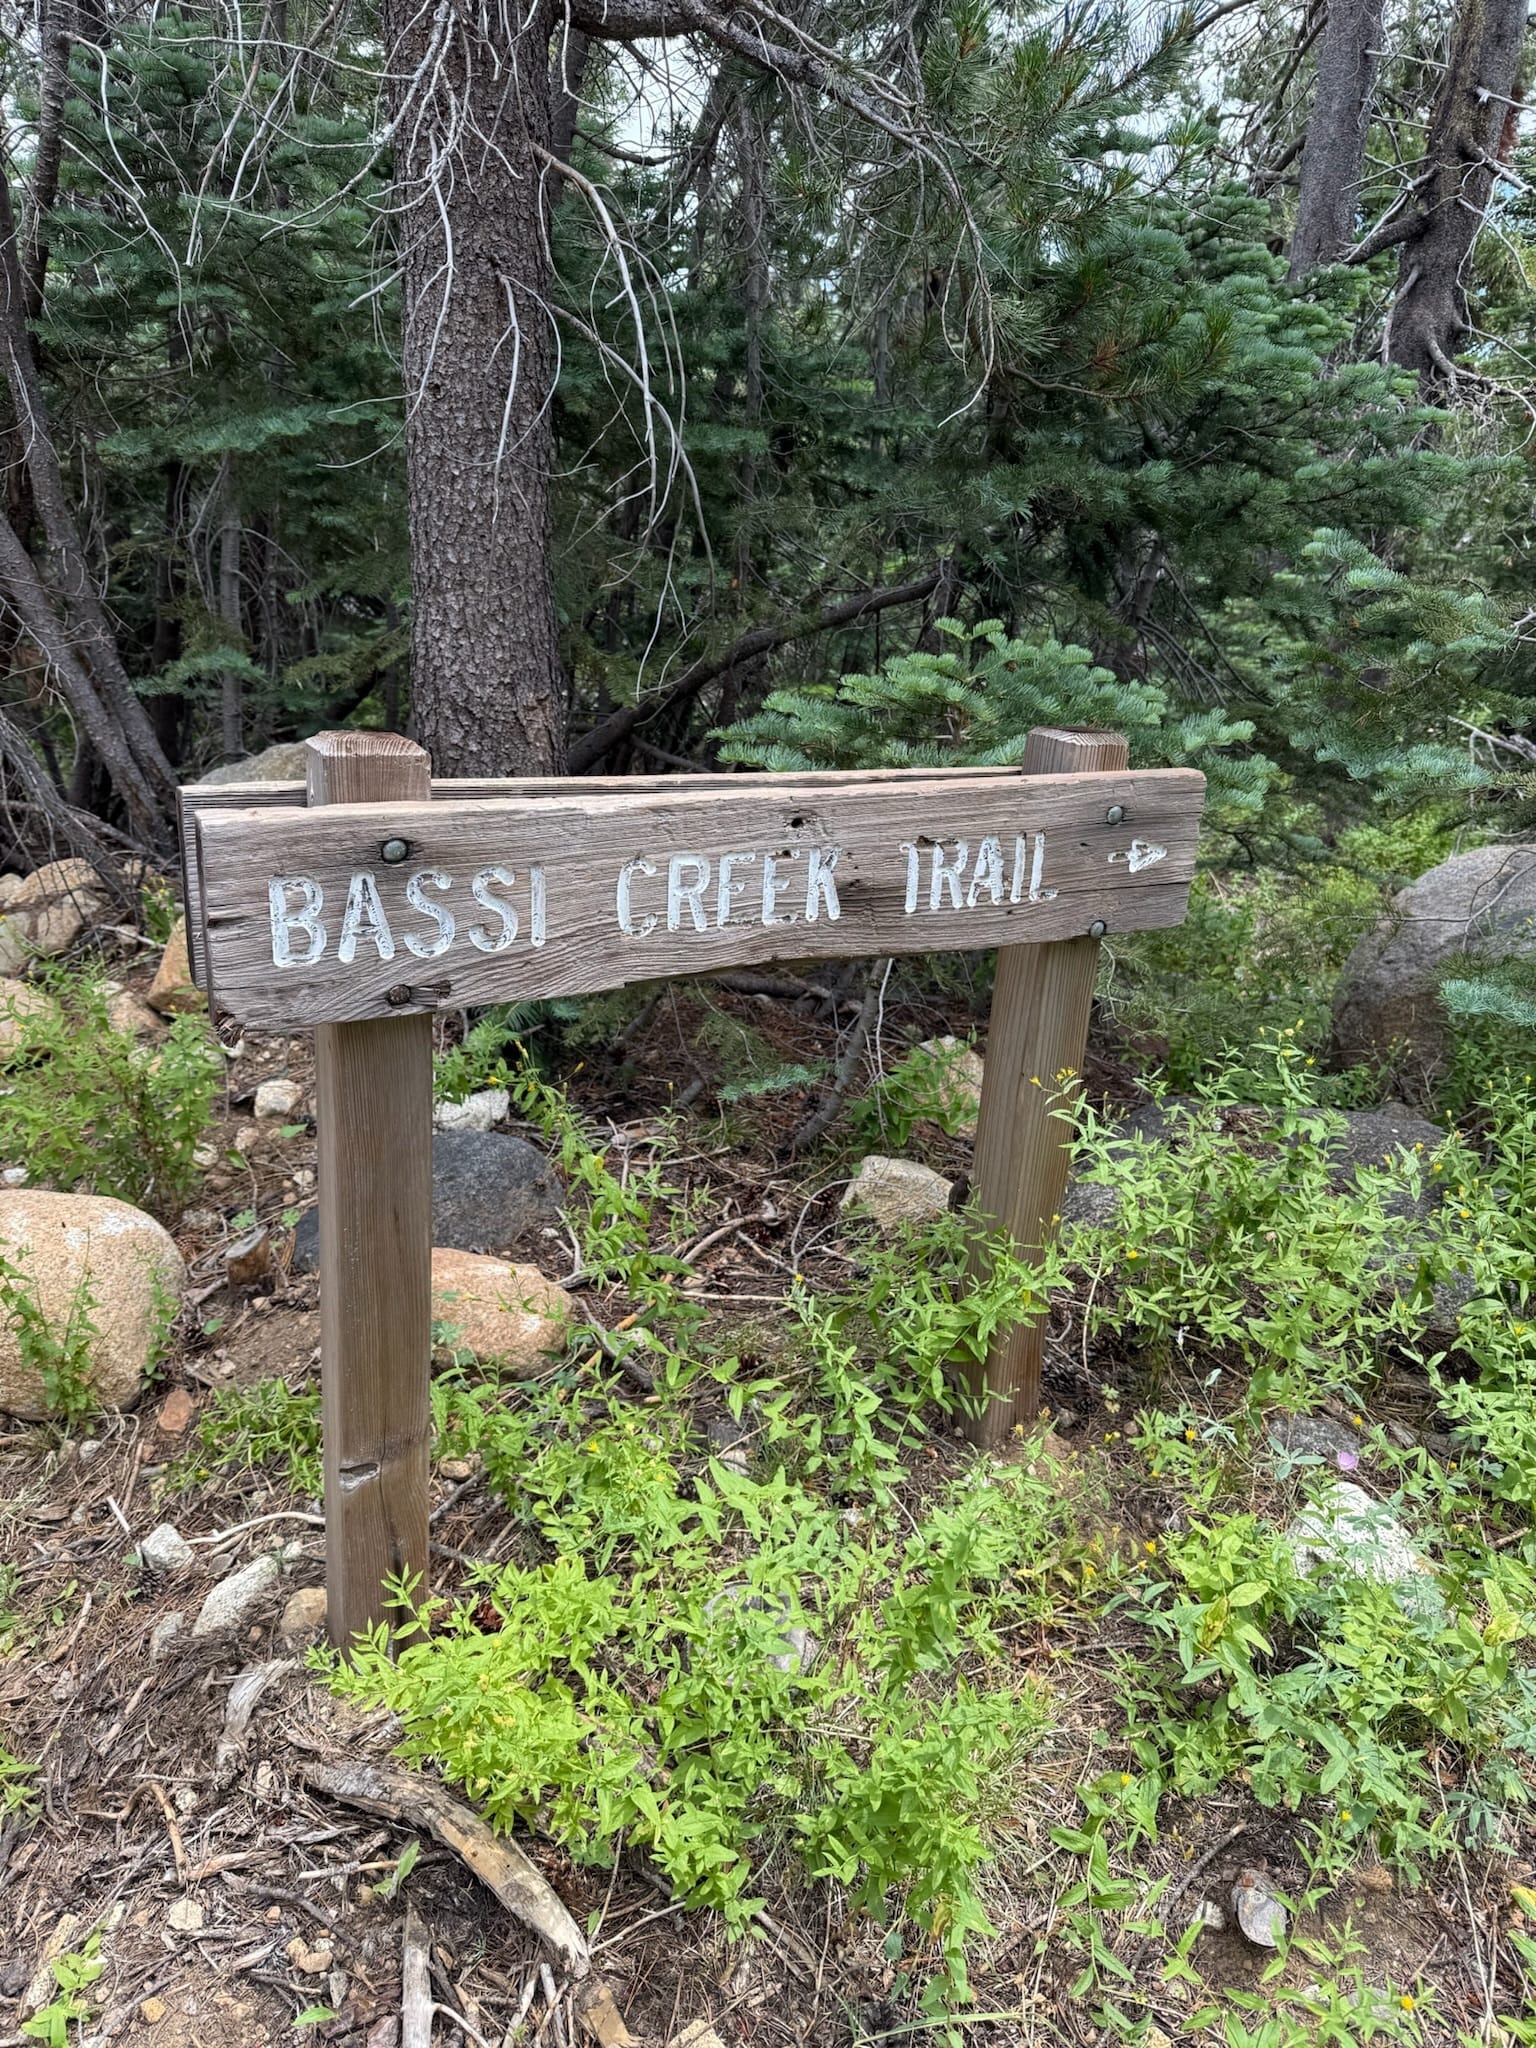 BASSI CREEK TRAIL →